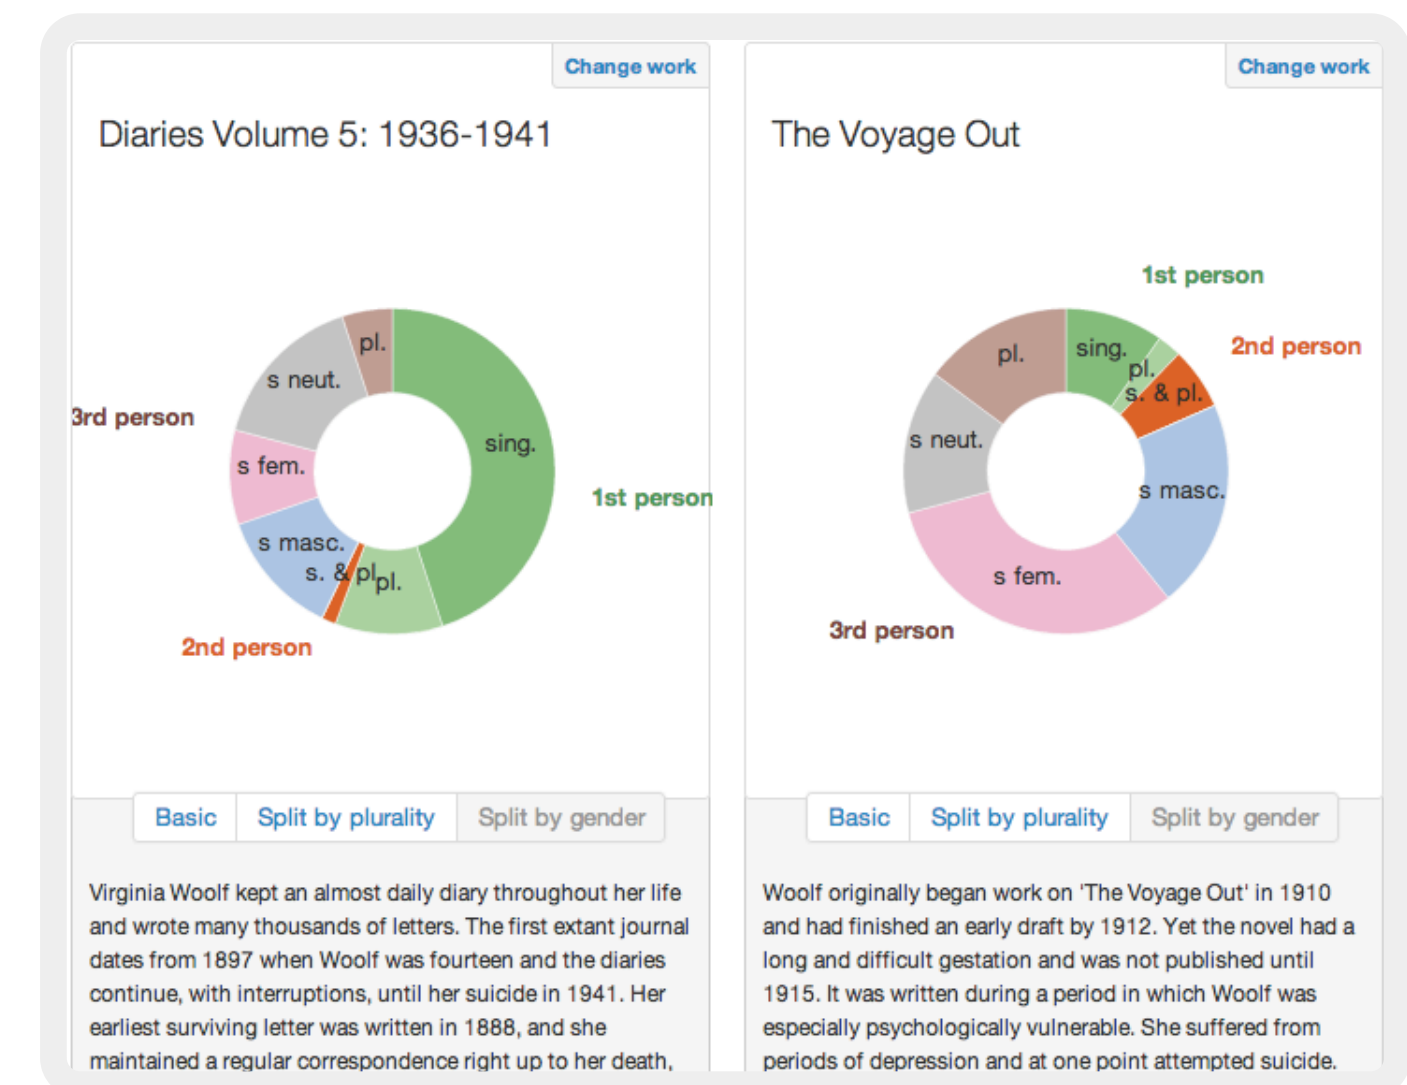 Change work
Diaries Volume 5: 1936-1941
pl.
s neut.
3rd person
sing.
s fem.
1st person
s masc.
s. & pl.
pl.
2nd person
Basic
Split by plurality
Split by gender
Virginia Woolf kept an almost daily diary throughout her life
and wrote many thousands of letters. The first extant journal
dates from 1897 when Woolf was fourteen and the diaries
continue, with interruptions, until her suicide in 1941. Her
earliest surviving letter was written in 1888, and she
maintained a regular correspondence right up to her death,
Change work
The Voyage Out
1st person
2nd person
sing.
pl.
pl.
s. & pl.
s neut.
s masc.
s fem.
3rd person
Basic
Split by plurality
Split by gender
Woolf originally began work on 'The Voyage Out' in 1910
and had finished an early draft by 1912. Yet the novel had a
long and difficult gestation and was not published until
1915. It was written during a period in which Woolf was
especially psychologically vulnerable. She suffered from
periods of depression and at one point attempted suicide.